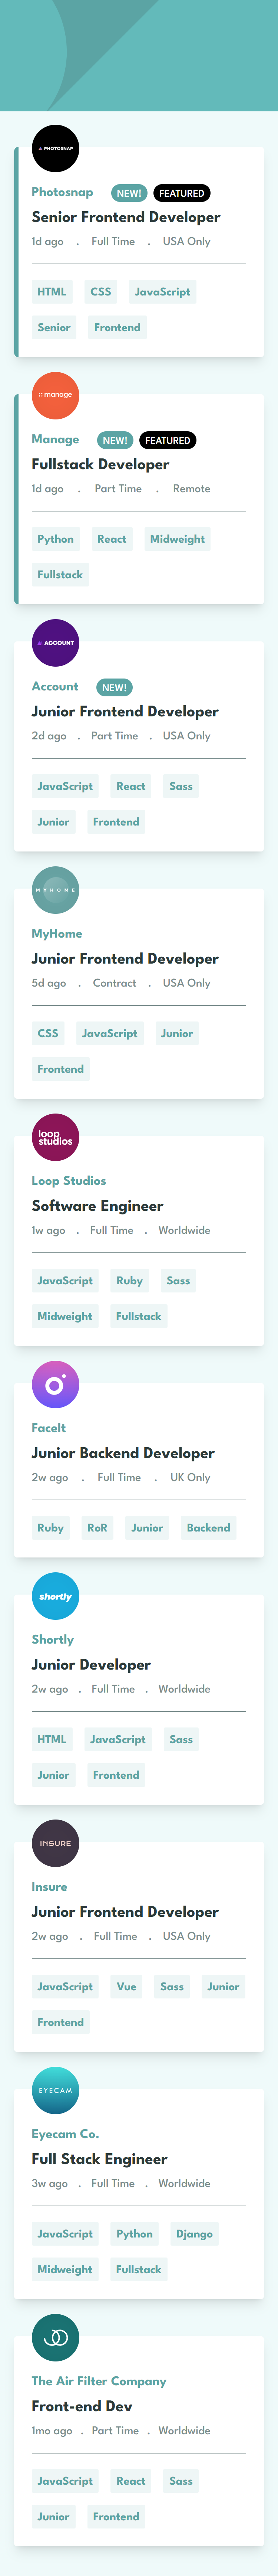 PHOTOSNAP
Photosnap NEW! FEATURED
Senior Frontend Developer
1d ago . Full Time . USA Only
HTML CSS JavaScript
Senior Frontend
manage
Manage NEW! FEATURED
Fullstack Developer
1d ago . Part Time . Remote
Python React Midweight
Fullstack
ACCOUNT
Account NEW!
Junior Frontend Developer
2d ago . Part Time . USA Only
JavaScript React Sass
Junior Frontend
MYHOME
MyHome
Junior Frontend Developer
5d ago . Contract . USA Only
CSS JavaScript Junior
Frontend
loop
studios
Loop Studios
Software Engineer
1w ago . Full Time . Worldwide
JavaScript Ruby Sass
Midweight Fullstack
FaceIt
Junior Backend Developer
2w ago . Full Time . UK Only
Ruby RoR Junior Backend
shortly
Shortly
Junior Developer
2w ago . Full Time . Worldwide
HTML JavaScript Sass
Junior Frontend
INSURE
Insure
Junior Frontend Developer
2w ago . Full Time . USA Only
JavaScript Vue Sass Junior
Frontend
EYECAM
Eyecam Co.
Full Stack Engineer
3w ago . Full Time . Worldwide
JavaScript Python Django
Midweight Fullstack
The Air Filter Company
Front-end Dev
1mo ago . Part Time . Worldwide
JavaScript React Sass
Junior Frontend